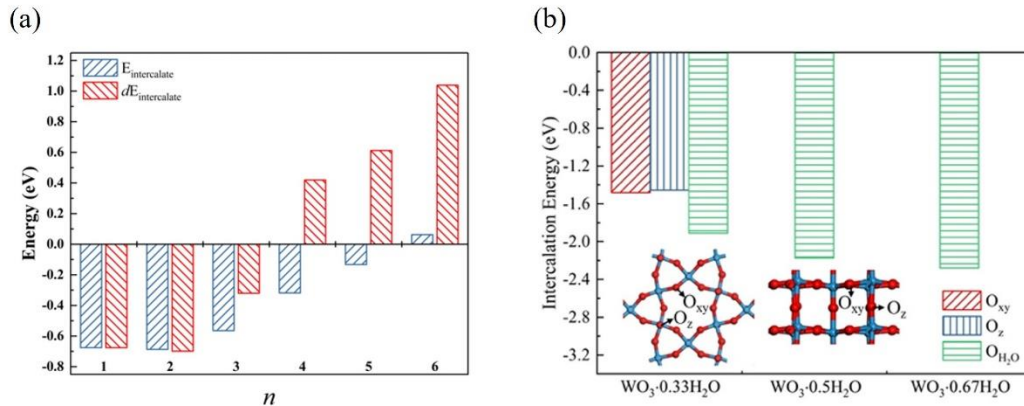 (a)
Energy (eV)
1.2
1.0
0.8
0.6
0.4
0.2
0.0
-0.2
-0.4
-0.6
-0.8
E_intercalate
dE_intercalate
1 2 3 4 5 6
n
(b)
Intercalation Energy (eV)
0.0
-0.4
-0.8
-1.2
-1.6
-2.0
-2.4
-2.8
-3.2
O_xy
O_z
O_xy
O_z
O_xy
O_z
O_H₂O
WO₃·0.33H₂O WO₃·0.5H₂O WO₃·0.67H₂O